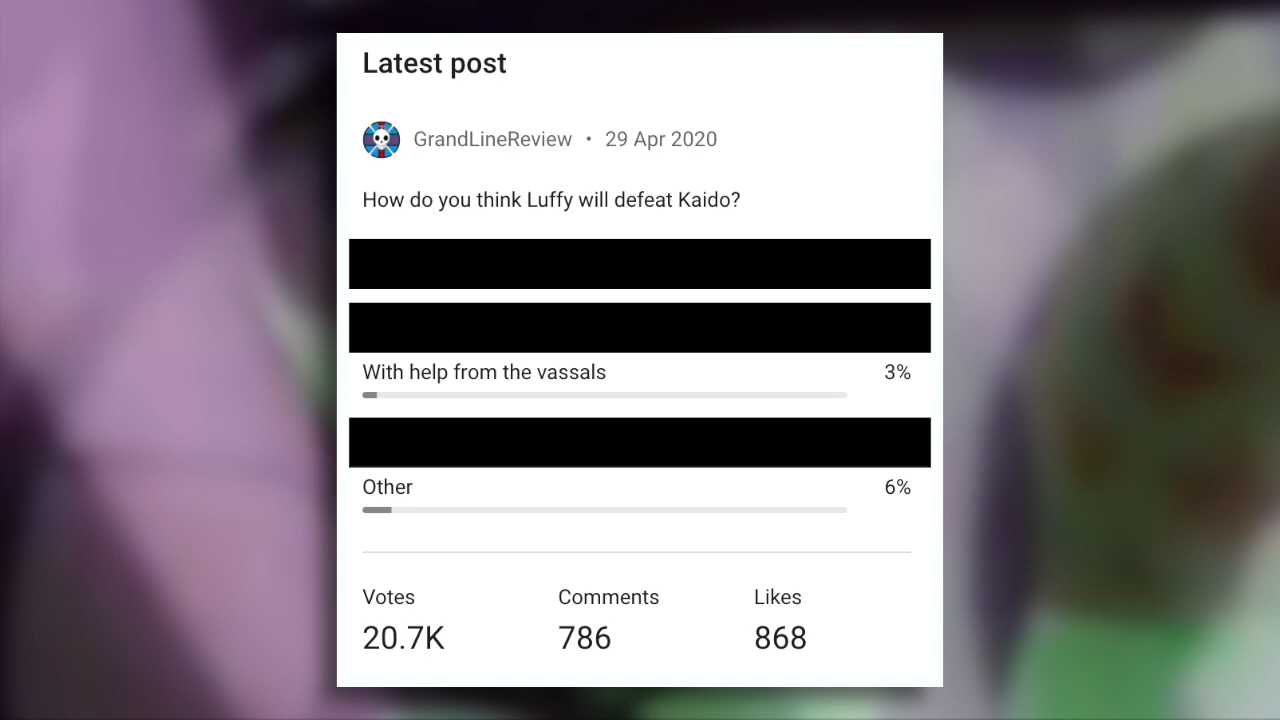 Latest post
GrandLineReview • 29 Apr 2020
How do you think Luffy will defeat Kaido?
With help from the vassals 3%
Other 6%
Votes Comments Likes
20.7K 786 868